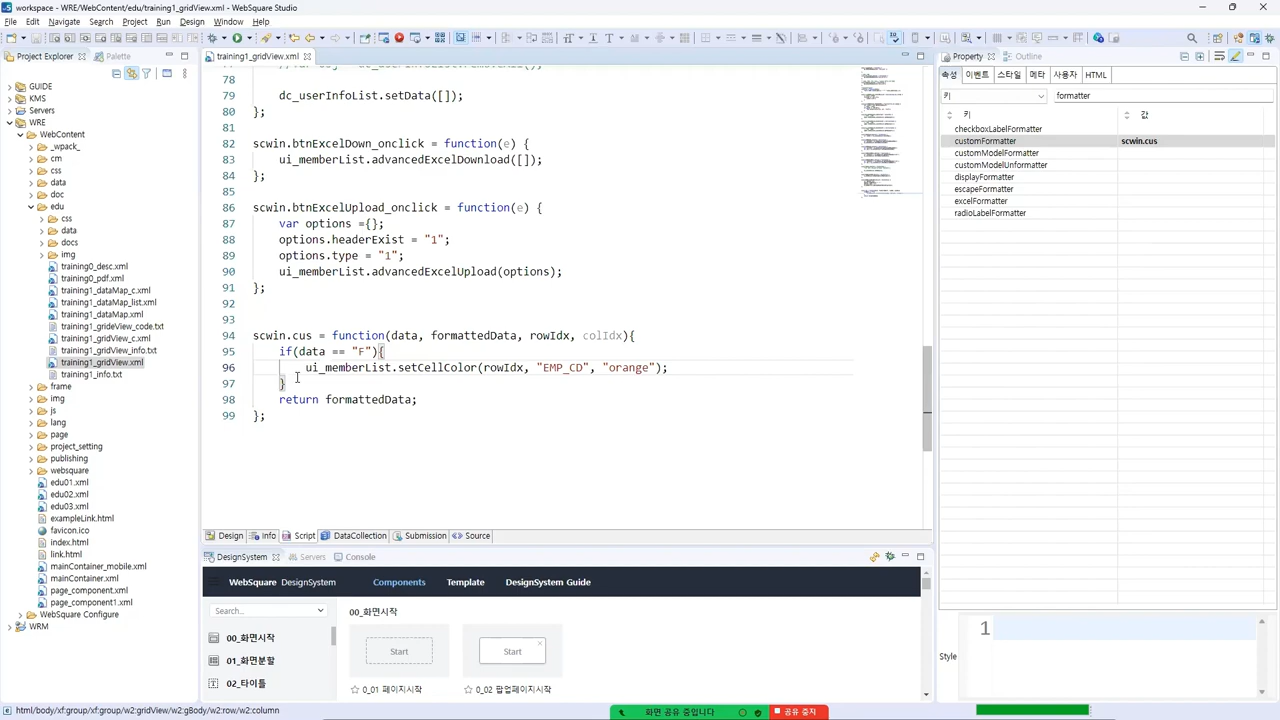 workspace - WRE/WebContent/edu/training1_gridView.xml - WebSquare Studio
File Edit Navigate Search Project Run Design Window Help
Project Explorer Palette
GUIDE
KMS
Servers
WRE
WebContent
_wpack_
cm
css
data
doc
edu
css
data
docs
img
training0_desc.xml
training0_pdf.xml
training1_dataMap_c.xml
training1_dataMap_list.xml
training1_dataMap.xml
training1_grideView_code.txt
training1_gridView_c.xml
training1_gridView_info.txt
training1_gridView.xml
training1_info.txt
frame
img
js
lang
page
project_setting
publishing
websquare
edu01.xml
edu02.xml
edu03.xml
exampleLink.html
favicon.ico
index.html
link.html
mainContainer_mobile.xml
mainContainer.xml
page_component.xml
page_component1.xml
WebSquare Configure
WRM
training1_gridView.xml
78
79 dc_userInfoList.setData([])
80 };
81
82 scwin.btnExcel_onclick = function(e) {
83 ui_memberList.advancedExcelDownload([]);
84 };
85
86 scwin.btnExcelUpload_onclick = function(e) {
87 var options ={};
88 options.headerExist = "1";
89 options.type = "1";
90 ui_memberList.advancedExcelUpload(options);
91 };
92
93
94 scwin.cus = function(data, formattedData, rowIdx, colIdx){
95 if(data == "F"){
96 ui_memberList.setCellColor(rowIdx, "EMP_CD", "orange");
97 }
98 return formattedData;
99 };
Design Info Script DataCollection Submission Source
DesignSystem Servers Console
WebSquare DesignSystem Components Template DesignSystem Guide
Search...
00_화면시작
01_화면분할
02_타이틀
00_화면시작
Start
Start
0_01 페이지시작
0_02 팝업페이지시작
Property Outline
속성 이벤트 스타일 메타 사용자 HTML
키 formatter
checkboxLabelFormatter
customFormatter scwin.cus
customModelFormatter
customModelUnformatter
displayFormatter
escapeFormatter
excelFormatter
radioLabelFormatter
1
Style
html/body/xf:group/xf:group/w2:gridView/w2:gBody/w2:row/w2:column
화면 공유 중입니다
공유 중지